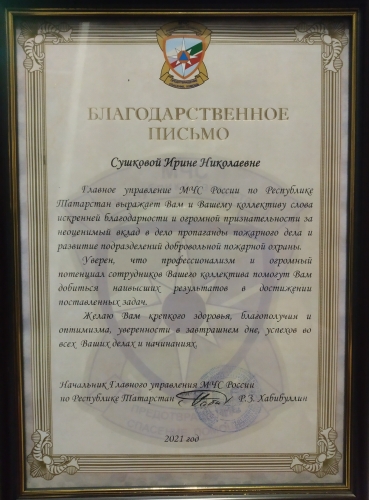 БЛАГОДАРСТВЕННОЕ
ПИСЬМО
Сушковой Ирине Николаевне
Главное управление МЧС России по Республике
Татарстан выражает Вам и Вашему коллективу слова
искренней благодарности и огромной признательности за
неоценимый вклад в дело пропаганды пожарного дела и
развитие подразделений добровольной пожарной охраны.
Уверен, что профессионализм и огромный
потенциал сотрудников Вашего коллектива помогут Вам
добиться наивысших результатов в достижении
поставленных задач.
Желаю Вам крепкого здоровья, благополучия и
оптимизма, уверенности в завтрашнем дне, успехов во
всех Ваших делах и начинаниях.
Начальник Главного управления МЧС России
по Республике Татарстан Р.З. Хабибуллин
2021 год